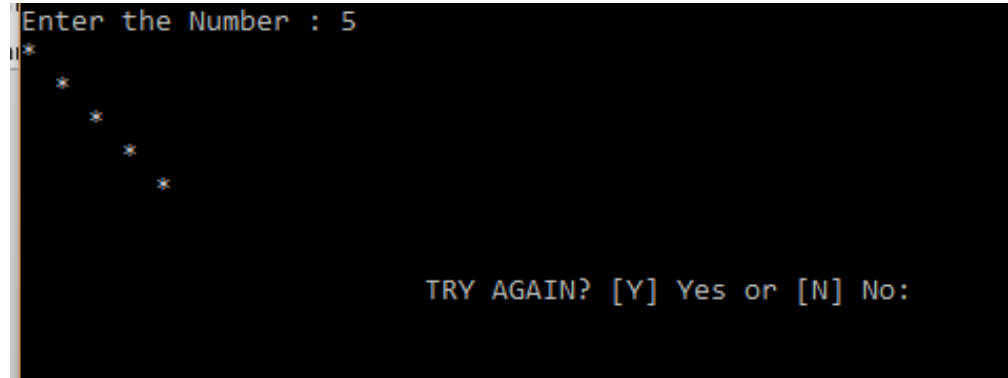 Enter the Number : 5
*
  *
    *
      *
        *
TRY AGAIN? [Y] Yes or [N] No: